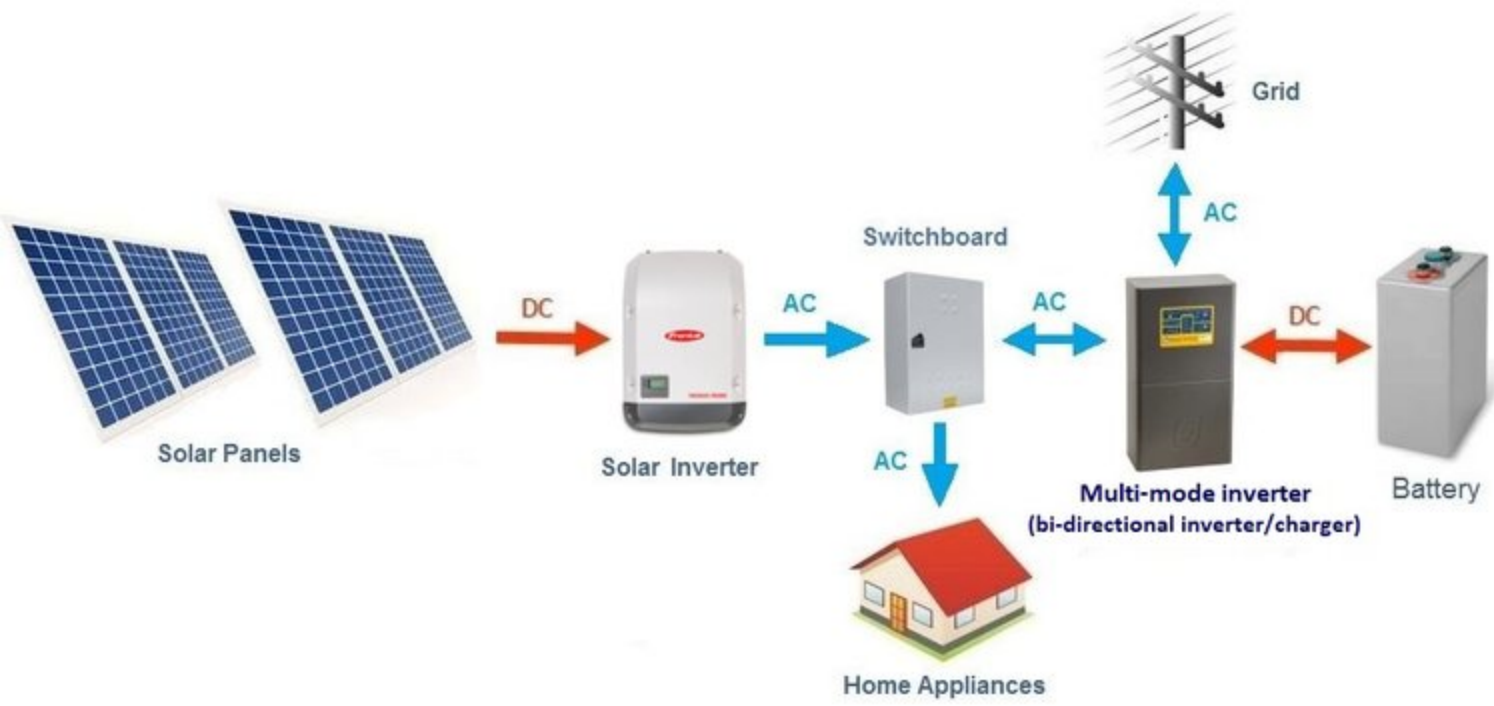 Grid
AC
Switchboard
DC
AC
AC
DC
Solar Panels
Solar Inverter
AC
Multi-mode inverter
(bi-directional inverter/charger)
Battery
Home Appliances